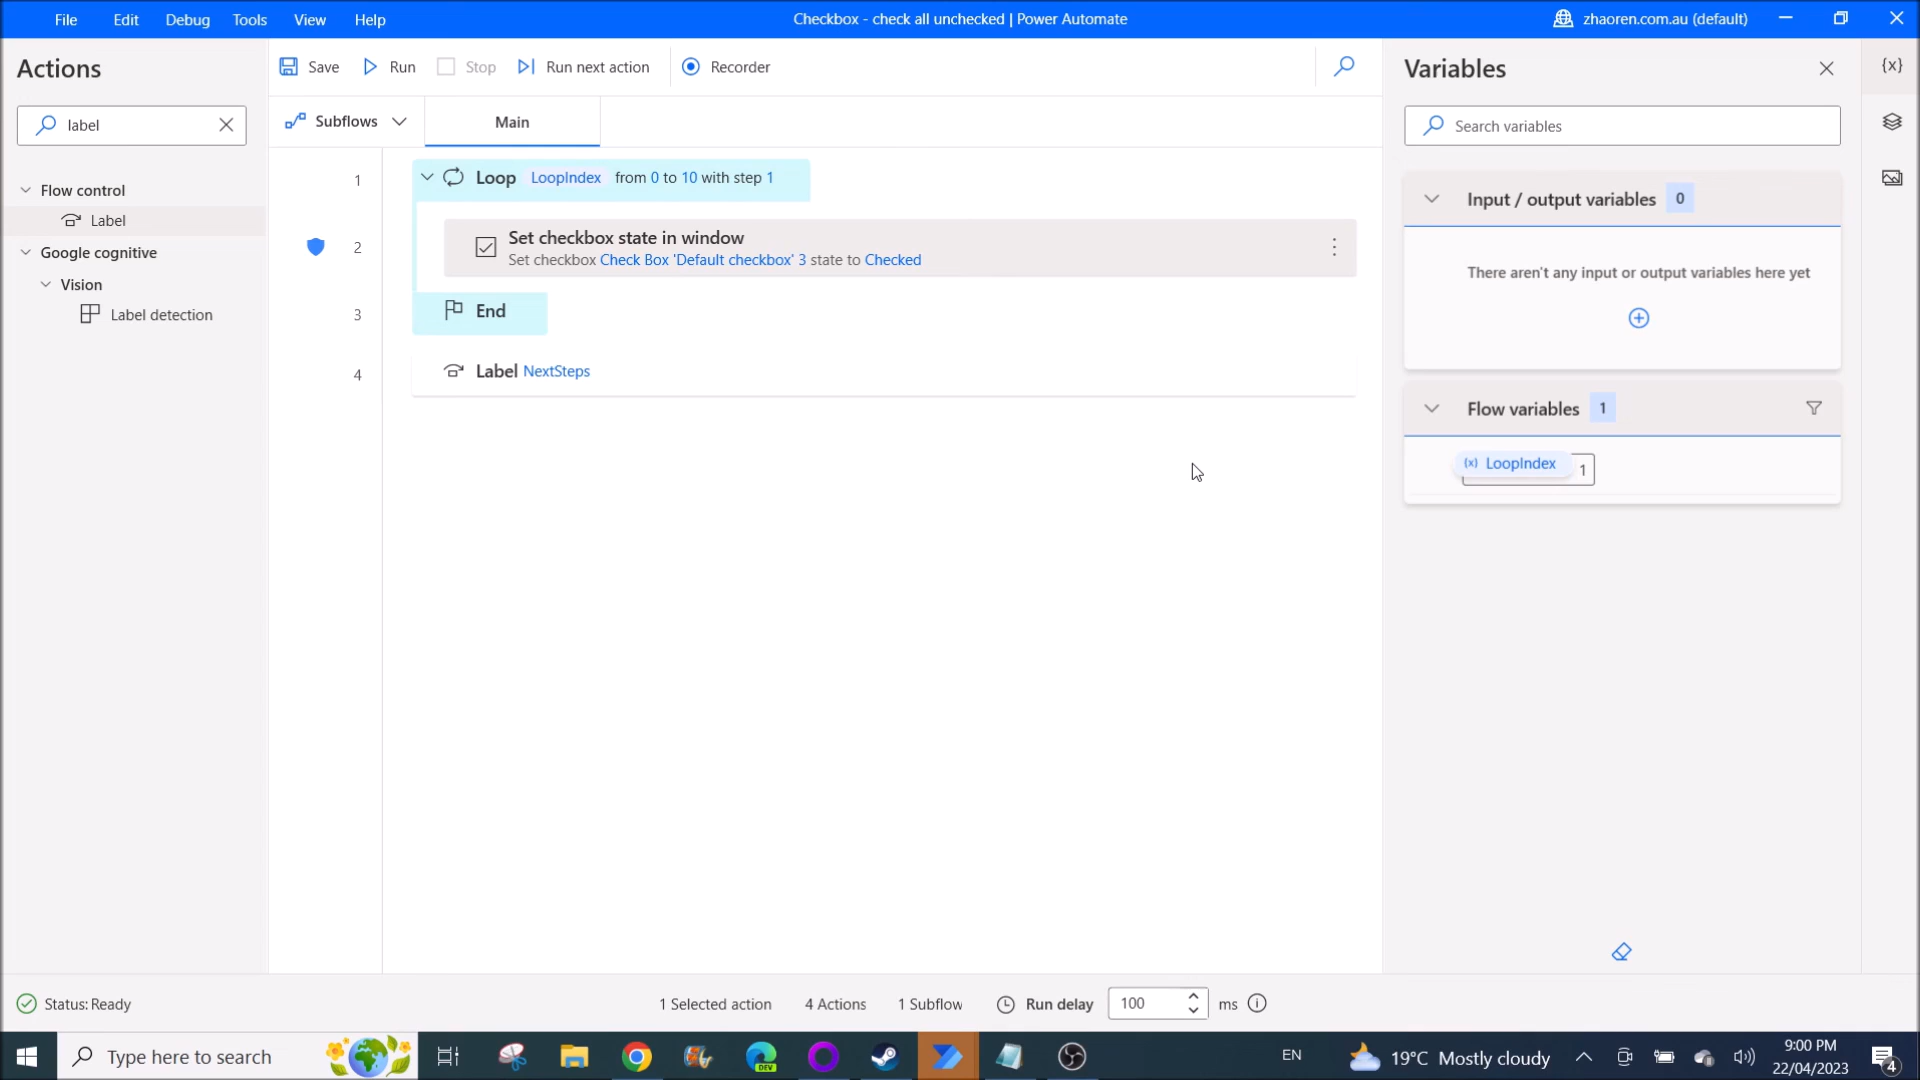 File Edit Debug Tools View Help
Checkbox - check all unchecked | Power Automate
zhaoren.com.au (default)
Actions
label
Flow control
Label
Google cognitive
Vision
Label detection
Save Run Stop Run next action Recorder
Subflows Main
1 Loop LoopIndex from 0 to 10 with step 1
2 Set checkbox state in window
Set checkbox Check Box 'Default checkbox' 3 state to Checked
3 End
4 Label NextSteps
Variables
{x}
Search variables
Input / output variables 0
There aren't any input or output variables here yet
Flow variables 1
(x) LoopIndex 1
Status: Ready
1 Selected action 4 Actions 1 Subflow Run delay 100 ms
Type here to search
DEV
EN
19°C Mostly cloudy
9:00 PM
22/04/2023
4